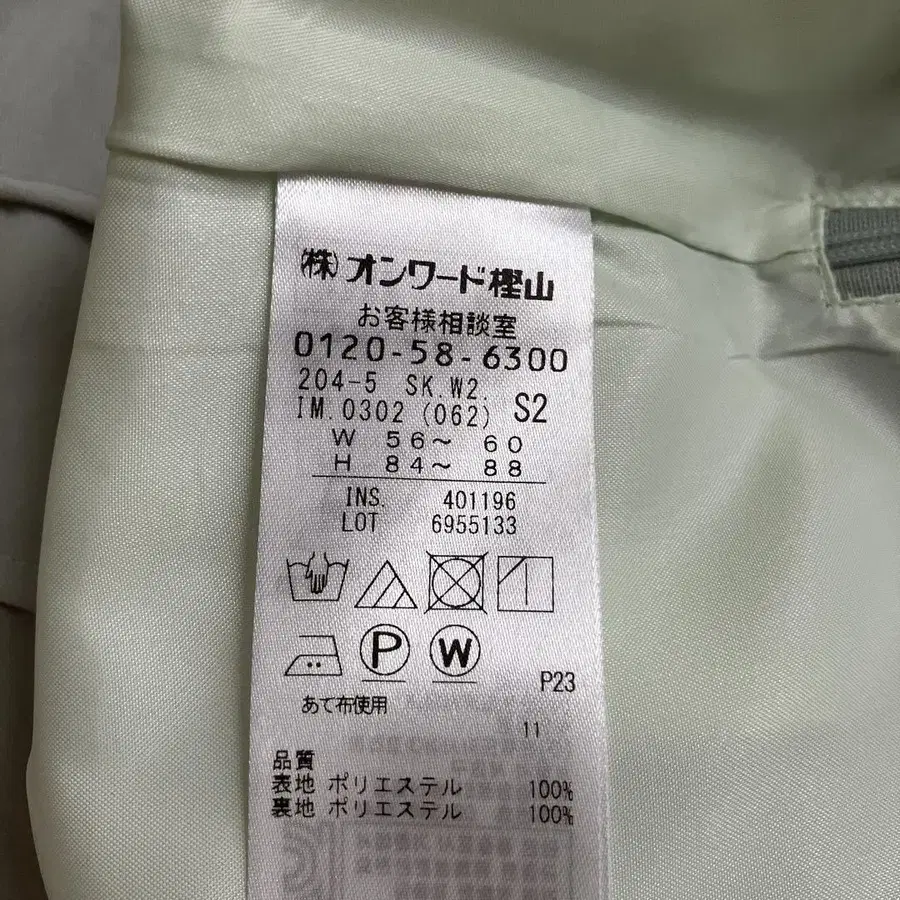 (株)オンワード樫山
お客様相談室
0120-58-6300
204-5 SK.W2.
IM.0302 (062) S2
W 56〜 60
H 84〜 88
INS. 401196
LOT 6955133
P W
P23
あて布使用
11
品質
表地 ポリエステル 100%
裏地 ポリエステル 100%